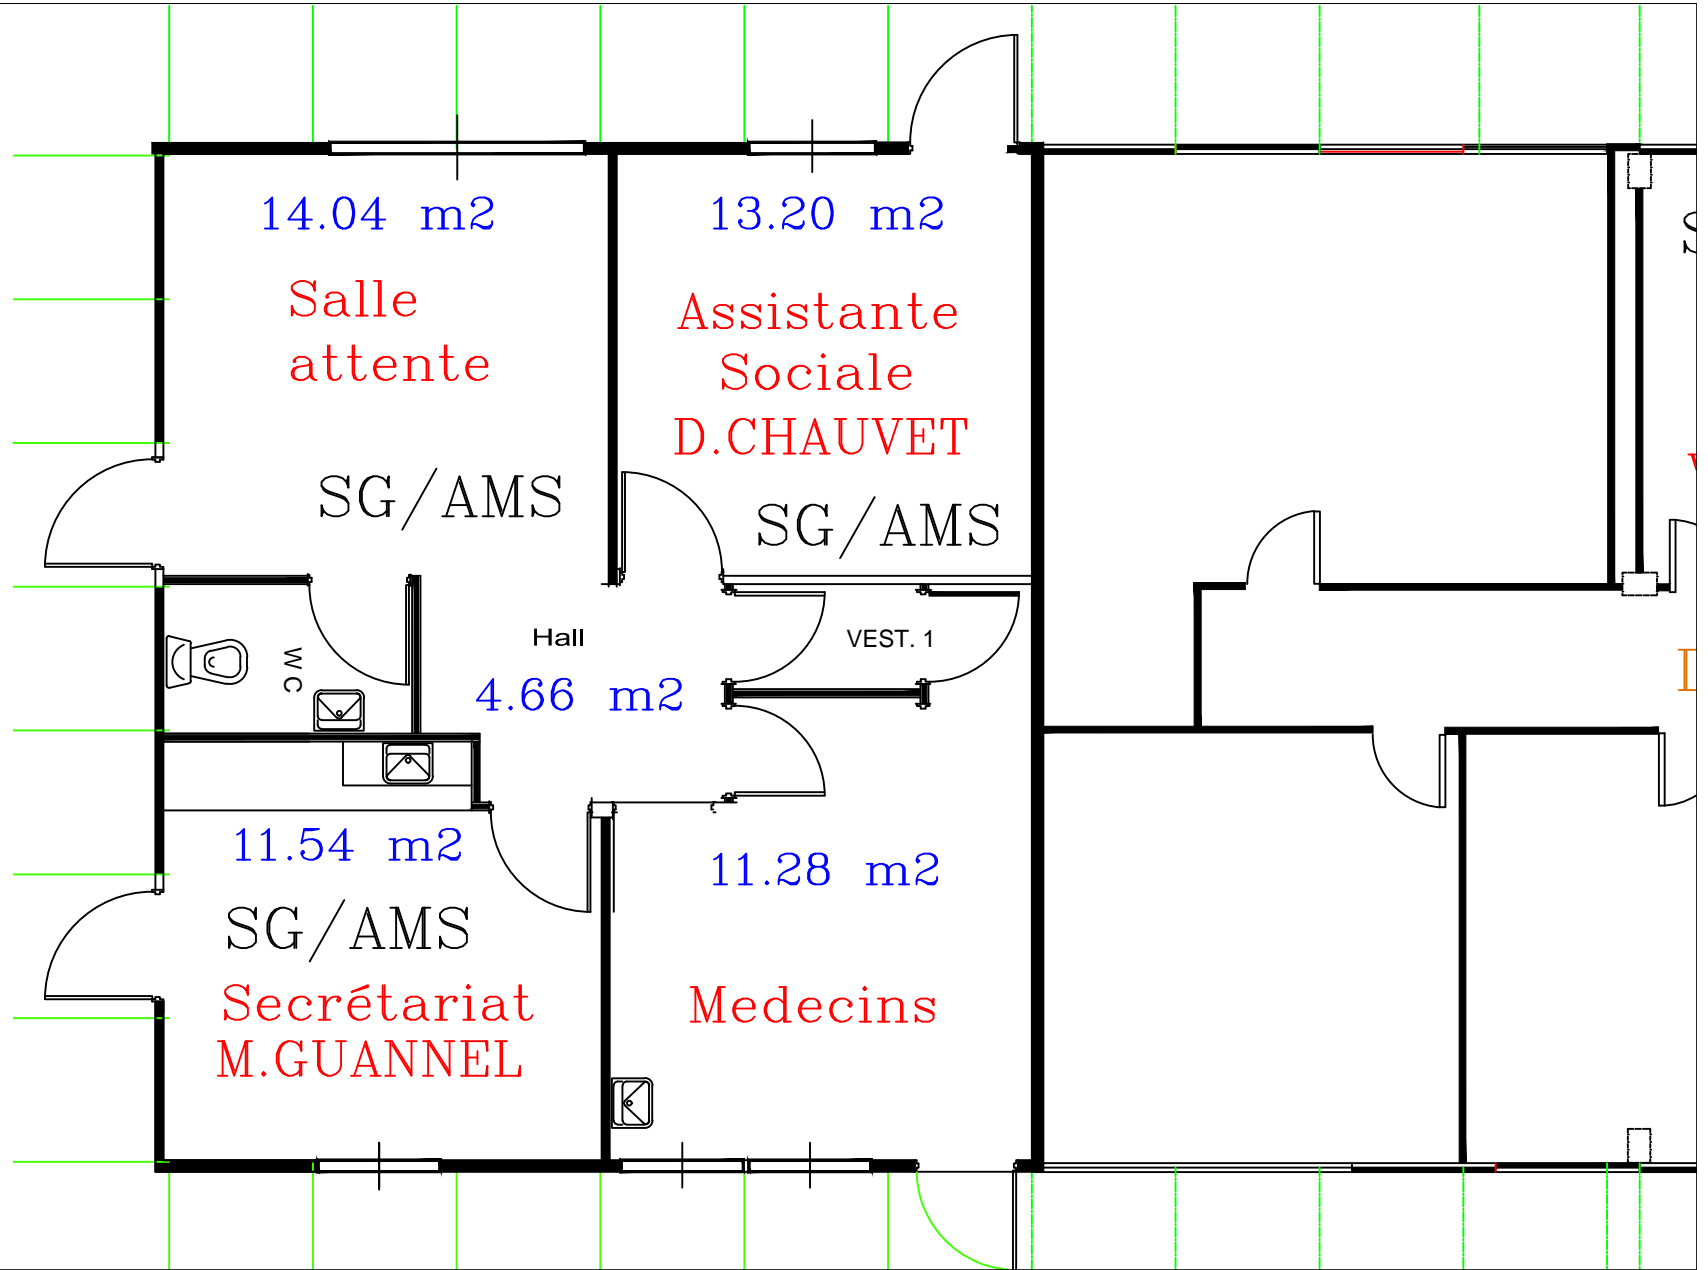 14.04 m2
Salle
attente
SG/AMS
13.20 m2
Assistante
Sociale
D.CHAUVET
SG/AMS
W C
Hall
4.66 m2
VEST. 1
11.54 m2
SG/AMS
Secrétariat
M.GUANNEL
11.28 m2
Medecins